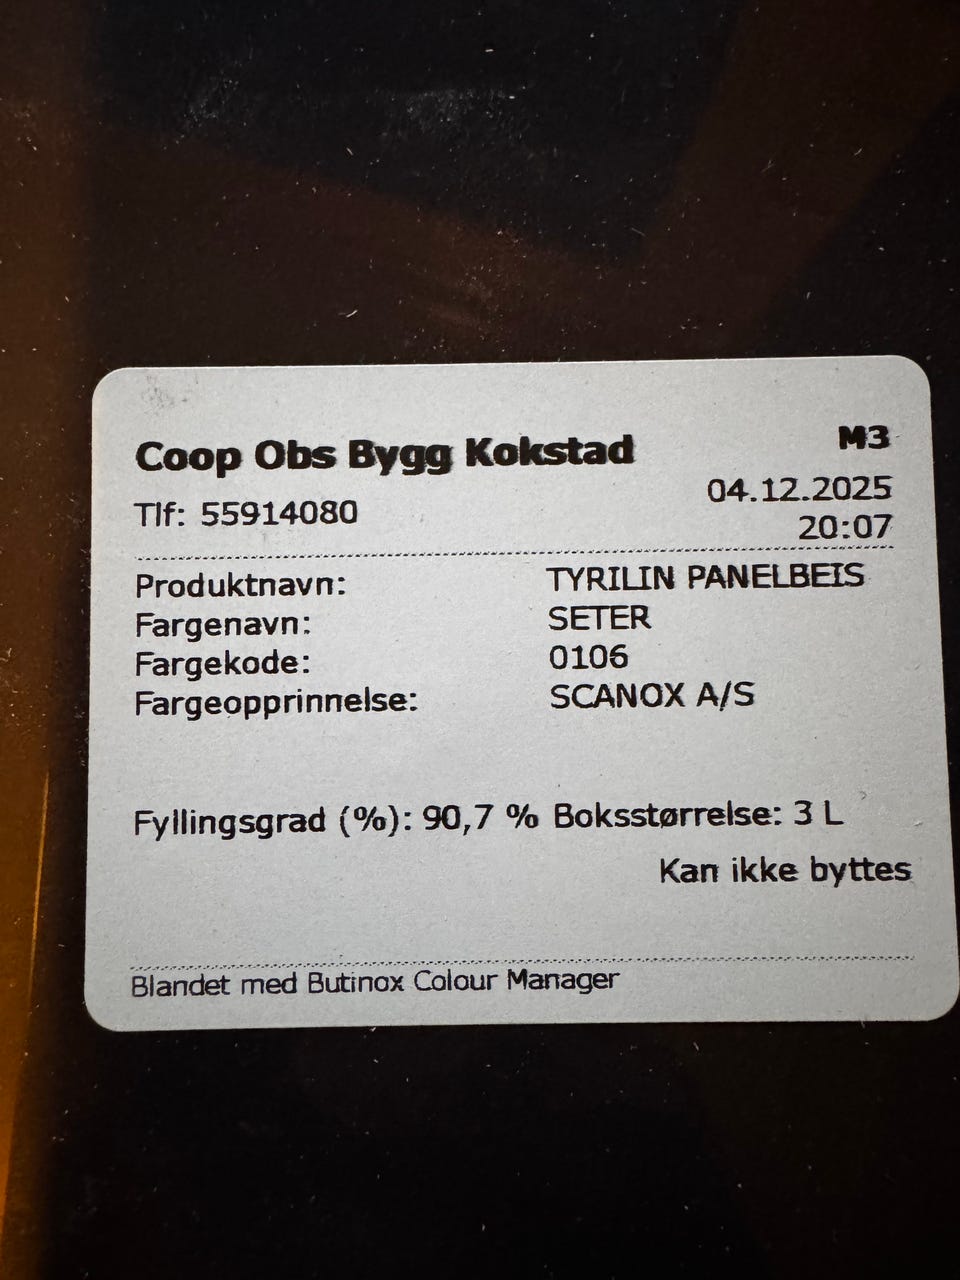 Coop Obs Bygg Kokstad
M3
Tlf: 55914080
04.12.2025
20:07
Produktnavn: TYRILIN PANELBEIS
Fargenavn: SETER
Fargekode: 0106
Fargeopprinnelse: SCANOX A/S
Fyllingsgrad (%): 90,7 % Boksstørrelse: 3 L
Kan ikke byttes
Blandet med Butinox Colour Manager